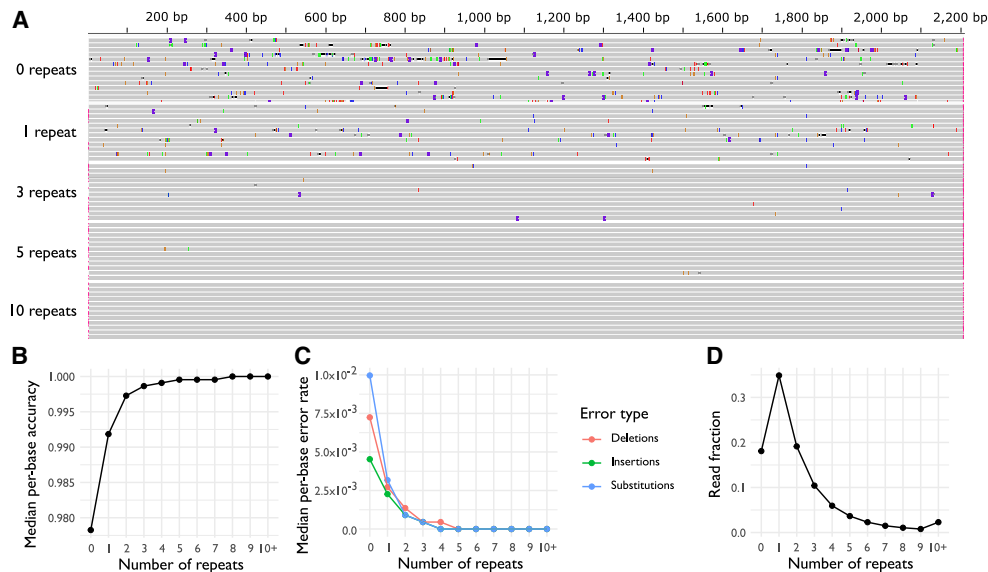 A
200 bp 400 bp 600 bp 800 bp 1,000 bp 1,200 bp 1,400 bp 1,600 bp 1,800 bp 2,000 bp 2,200 bp
0 repeats
1 repeat
3 repeats
5 repeats
10 repeats
B
Median per-base accuracy
1.000
0.995
0.990
0.985
0.980
0 1 2 3 4 5 6 7 8 9 10+
Number of repeats
C
Median per-base error rate
1.0×10⁻²
7.5×10⁻³
5.0×10⁻³
2.5×10⁻³
0.0
0 1 2 3 4 5 6 7 8 9 10+
Number of repeats
Error type
Deletions
Insertions
Substitutions
D
Read fraction
0.3
0.2
0.1
0.0
0 1 2 3 4 5 6 7 8 9 10+
Number of repeats